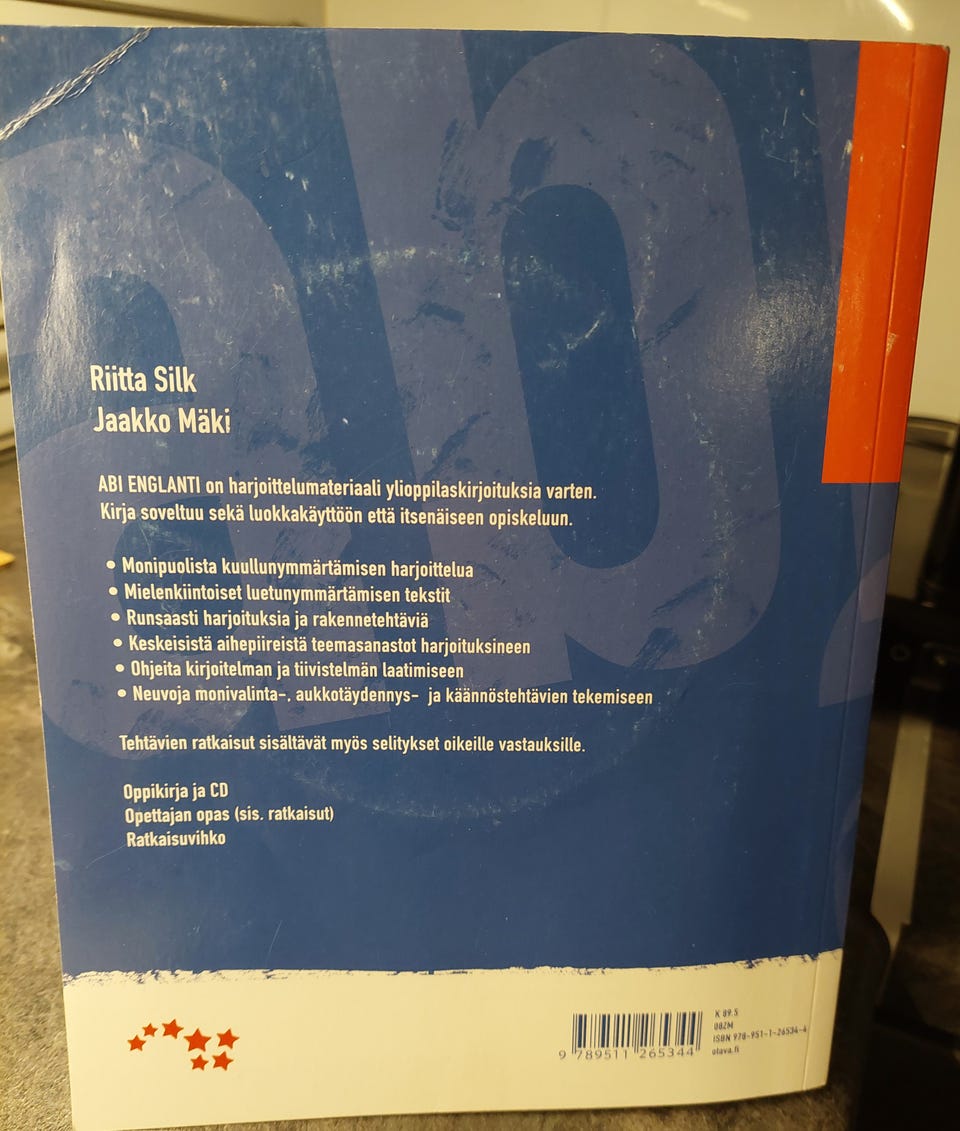 Riitta Silk
Jaakko Mäki
ABI ENGLANTI on harjoittelumateriaali ylioppilaskirjoituksia varten.
Kirja soveltuu sekä luokkakäyttöön että itsenäiseen opiskeluun.
• Monipuolista kuullunymmärtämisen harjoittelua
• Mielenkiintoiset luetunymmärtämisen tekstit
• Runsaasti harjoituksia ja rakennetehtäviä
• Keskeisistä aihepiireistä teemasanastot harjoituksineen
• Ohjeita kirjoitelman ja tiivistelmän laatimiseen
• Neuvoja monivalinta-, aukkotäydennys- ja käännöstehtävien tekemiseen
Tehtävien ratkaisut sisältävät myös selitykset oikeille vastauksille.
Oppikirja ja CD
Opettajan opas (sis. ratkaisut)
Ratkaisuvihko
K 89.5
08ZM
ISBN 978-951-1-26534-4
otava.fi
9 789511 265344